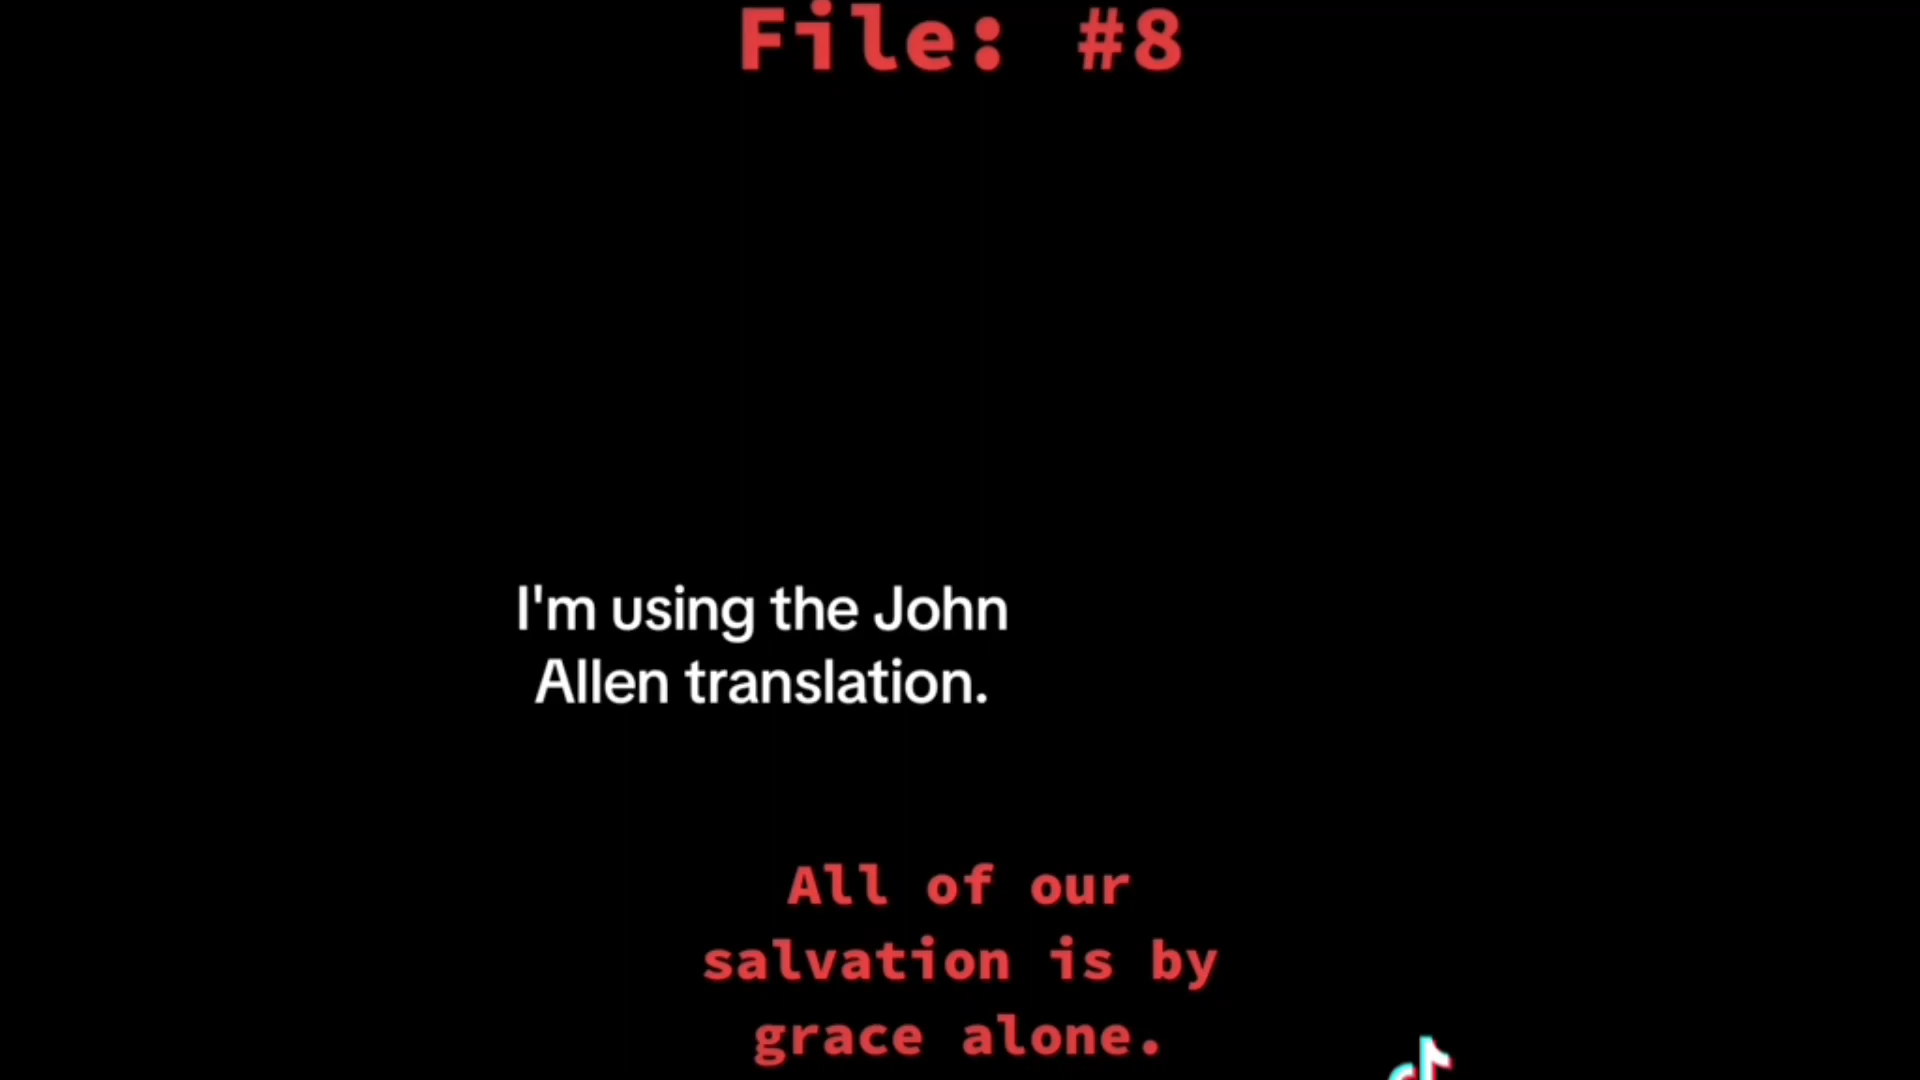 File: #8
I'm using the John
Allen translation.
All of our
salvation is by
grace alone.